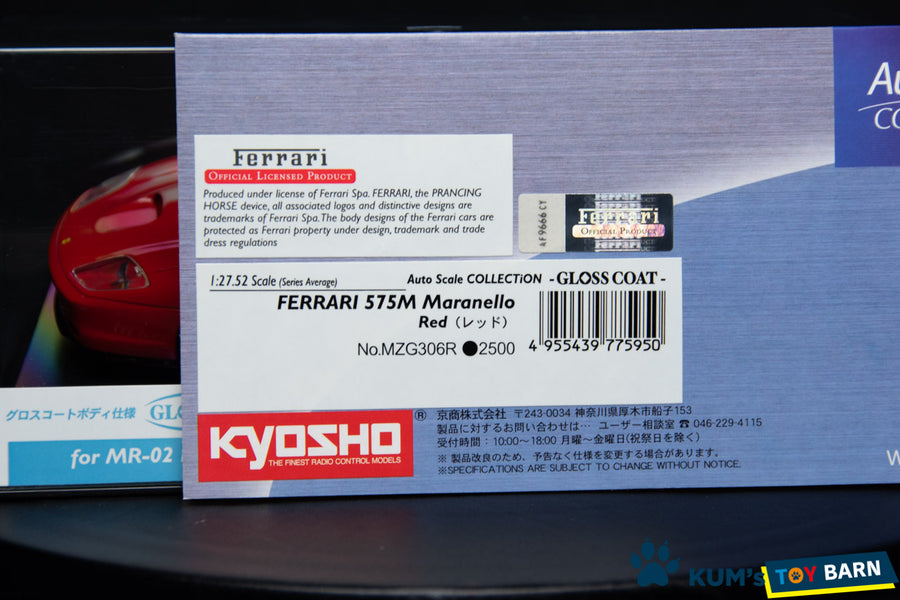 Ferrari
OFFICIAL LICENSED PRODUCT
Produced under license of Ferrari Spa. FERRARI, the PRANCING
HORSE device, all associated logos and distinctive designs are
trademarks of Ferrari Spa. The body designs of the Ferrari cars are
protected as Ferrari property under design, trademark and trade
dress regulations
4F9666 CY
Ferrari
OFFICIAL PRODUCT
1:27.52 Scale (Series Average)
Auto Scale COLLECTiON - GLOSS COAT -
FERRARI 575M Maranello
Red (レッド)
No.MZG306R ●2500
4 955439 775950
グロスコートボディ仕様
for MR-02
KYOSHO ®
THE FINEST RADIO CONTROL MODELS
京商株式会社 〒243-0034 神奈川県厚木市船子153
製品に対するお問い合わせは… ユーザー相談室 ☎ 046-229-4115
受付時間:10:00~18:00 月曜~金曜日(祝祭日を除く)
※ 製品改良のため、予告なく仕様を変更する場合があります。
※SPECIFICATIONS ARE SUBJECT TO CHANGE WITHOUT NOTICE.
KUM's TOY BARN